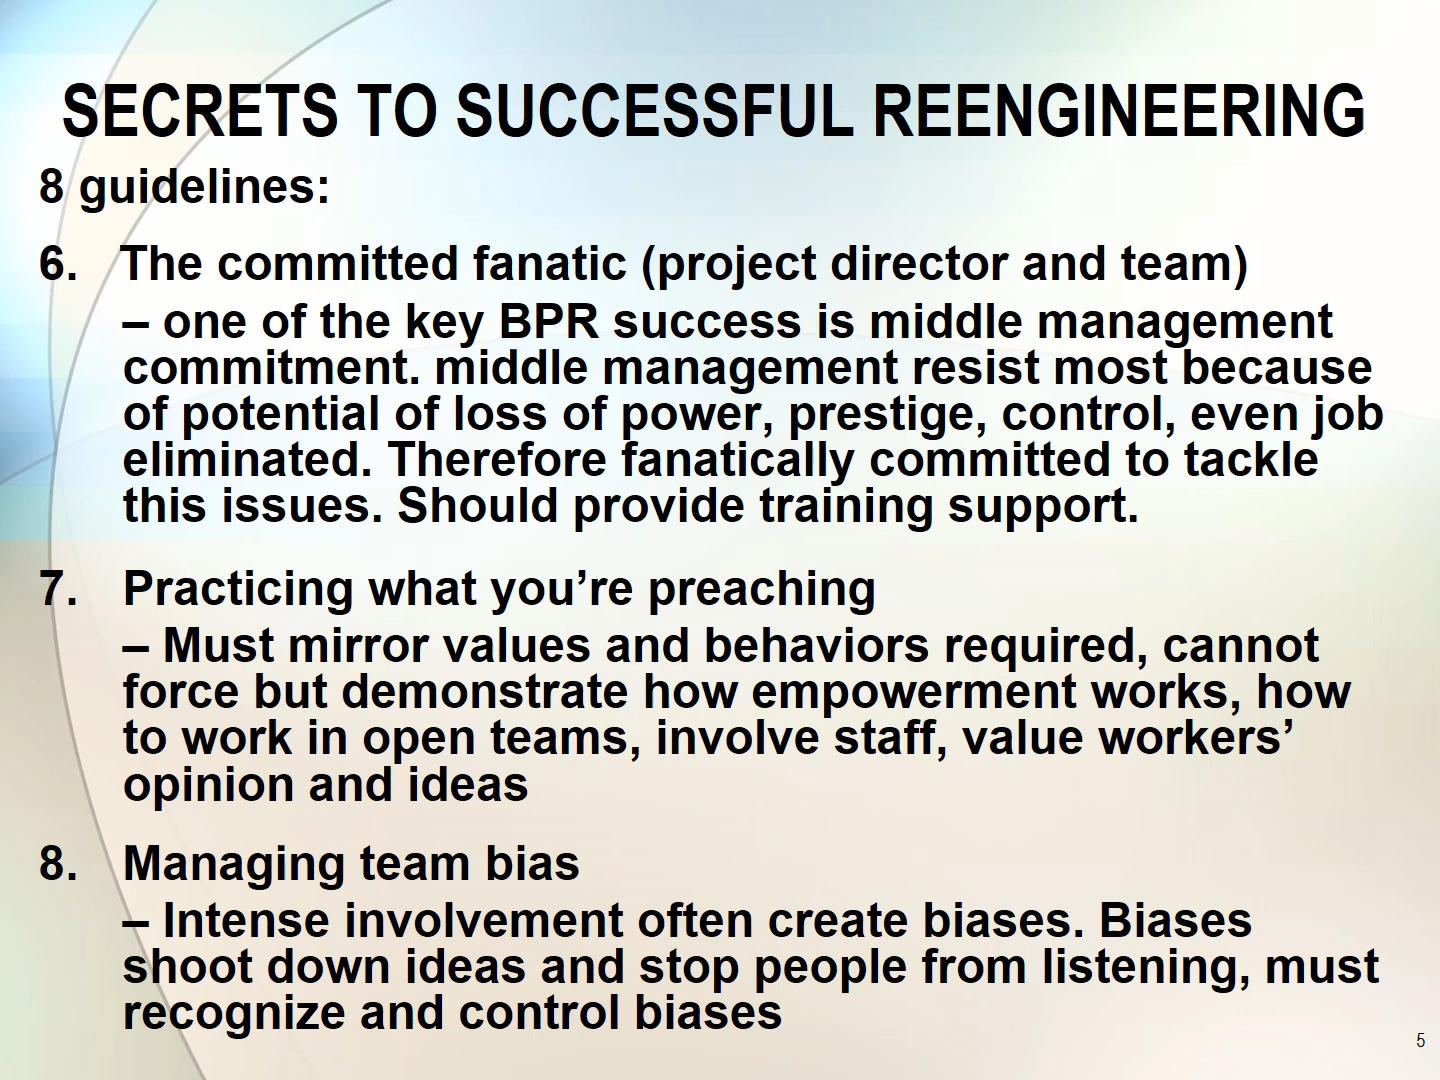 SECRETS TO SUCCESSFUL REENGINEERING
8 guidelines:
6. The committed fanatic (project director and team)
– one of the key BPR success is middle management
commitment. middle management resist most because
of potential of loss of power, prestige, control, even job
eliminated. Therefore fanatically committed to tackle
this issues. Should provide training support.
7. Practicing what you’re preaching
– Must mirror values and behaviors required, cannot
force but demonstrate how empowerment works, how
to work in open teams, involve staff, value workers’
opinion and ideas
8. Managing team bias
– Intense involvement often create biases. Biases
shoot down ideas and stop people from listening, must
recognize and control biases
5